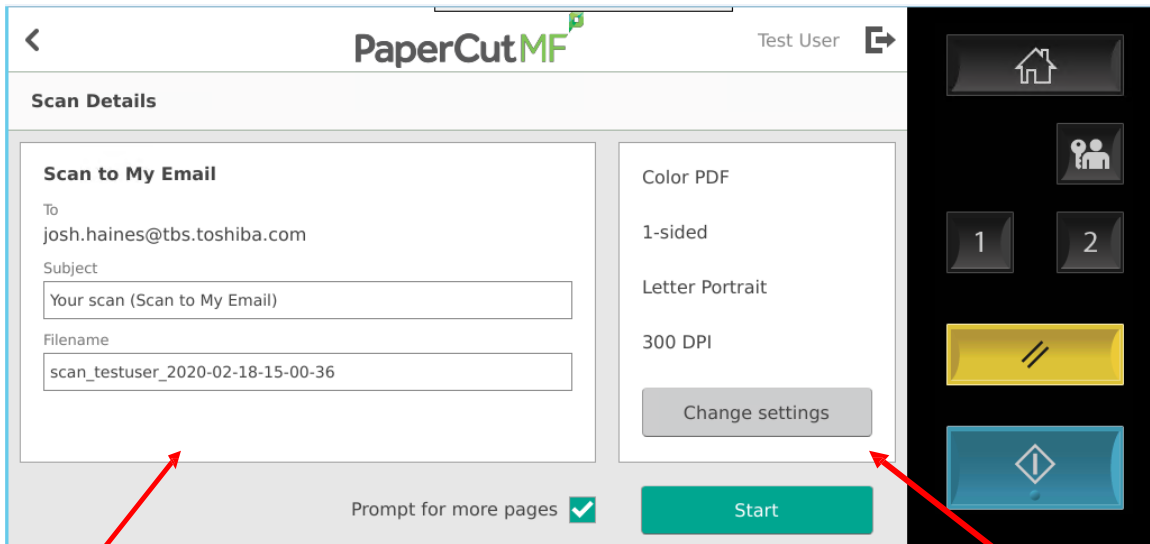 PaperCutMF
Test User
Scan Details
Scan to My Email
To
josh.haines@tbs.toshiba.com
Subject
Your scan (Scan to My Email)
Filename
scan_testuser_2020-02-18-15-00-36
Color PDF
1-sided
Letter Portrait
300 DPI
Change settings
Prompt for more pages
Start
1
2